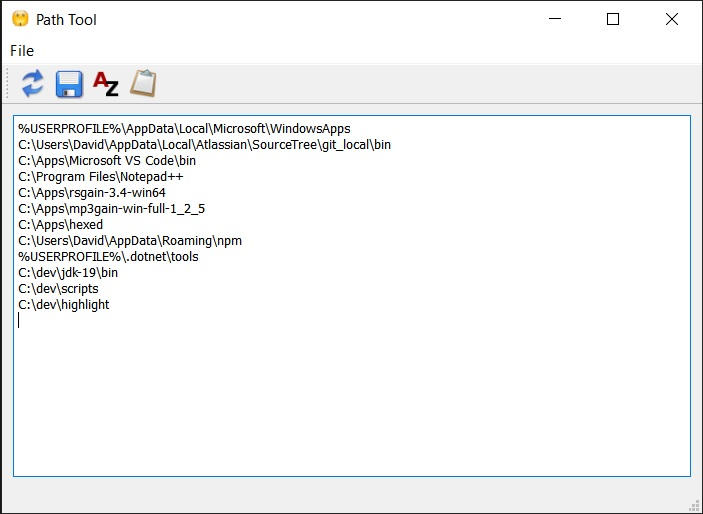 Path Tool
File
AZ
%USERPROFILE%\AppData\Local\Microsoft\WindowsApps
C:\Users\David\AppData\Local\Atlassian\SourceTree\git_local\bin
C:\Apps\Microsoft VS Code\bin
C:\Program Files\Notepad++
C:\Apps\rsgain-3.4-win64
C:\Apps\mp3gain-win-full-1_2_5
C:\Apps\hexed
C:\Users\David\AppData\Roaming\npm
%USERPROFILE%\.dotnet\tools
C:\dev\jdk-19\bin
C:\dev\scripts
C:\dev\highlight